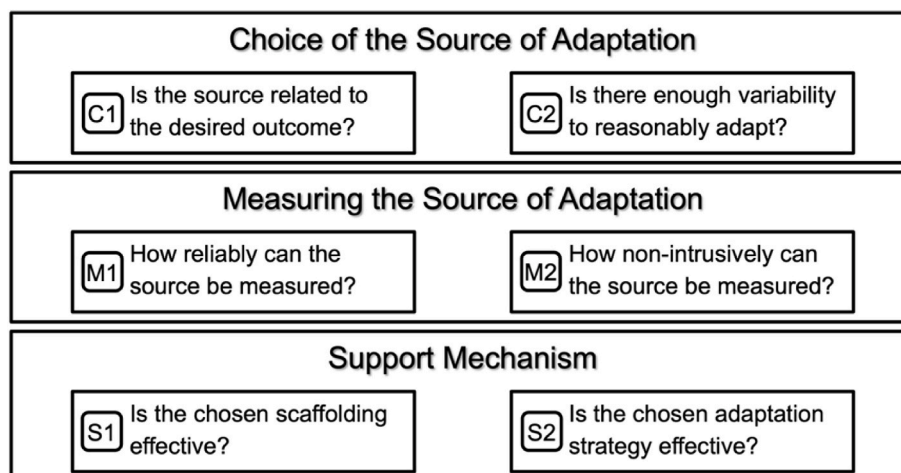 Choice of the Source of Adaptation
C1 Is the source related to
the desired outcome?
C2 Is there enough variability
to reasonably adapt?
Measuring the Source of Adaptation
M1 How reliably can the
source be measured?
M2 How non-intrusively can
the source be measured?
Support Mechanism
S1 Is the chosen scaffolding
effective?
S2 Is the chosen adaptation
strategy effective?